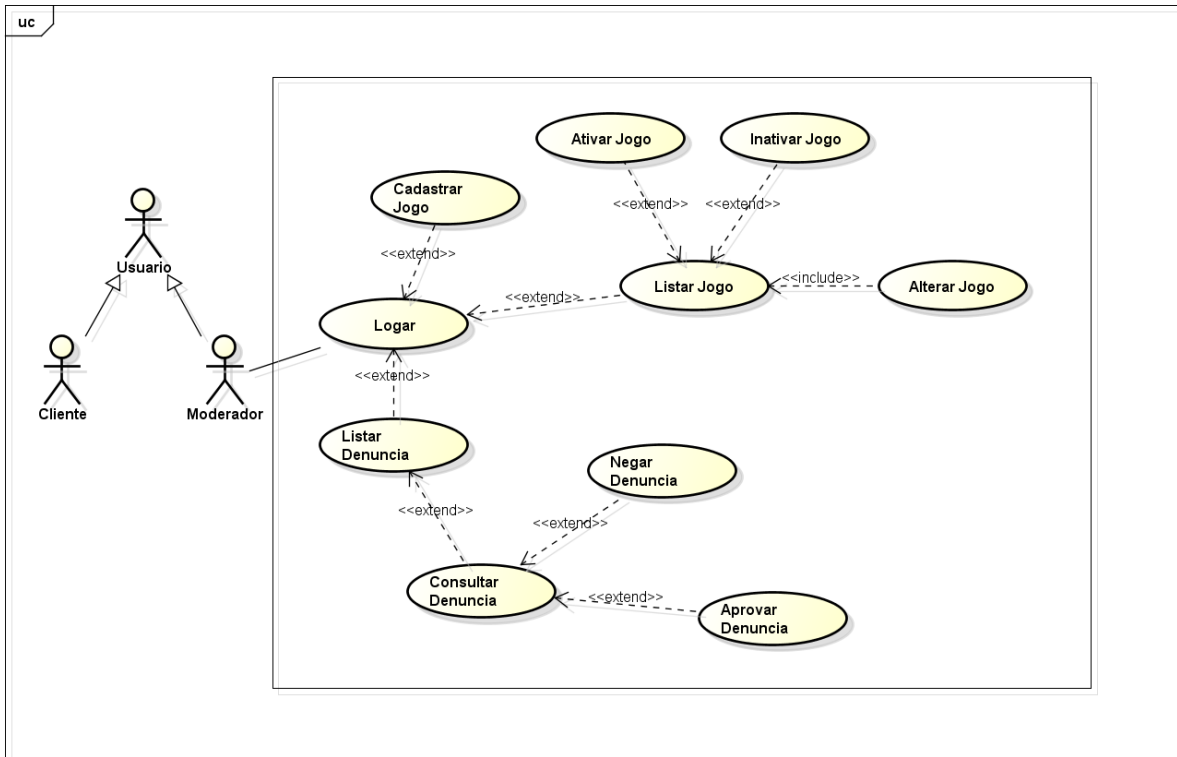 uc
Ativar Jogo
Inativar Jogo
Cadastrar
Jogo
<<extend>>
<<extend>>
<<extend>>
Usuario
Listar Jogo
<<include>>
Alterar Jogo
<<extend>>
Logar
<<extend>>
Cliente
Moderador
Listar
Denuncia
Negar
Denuncia
<<extend>>
<<extend>>
Consultar
Denuncia
<<extend>>
Aprovar
Denuncia